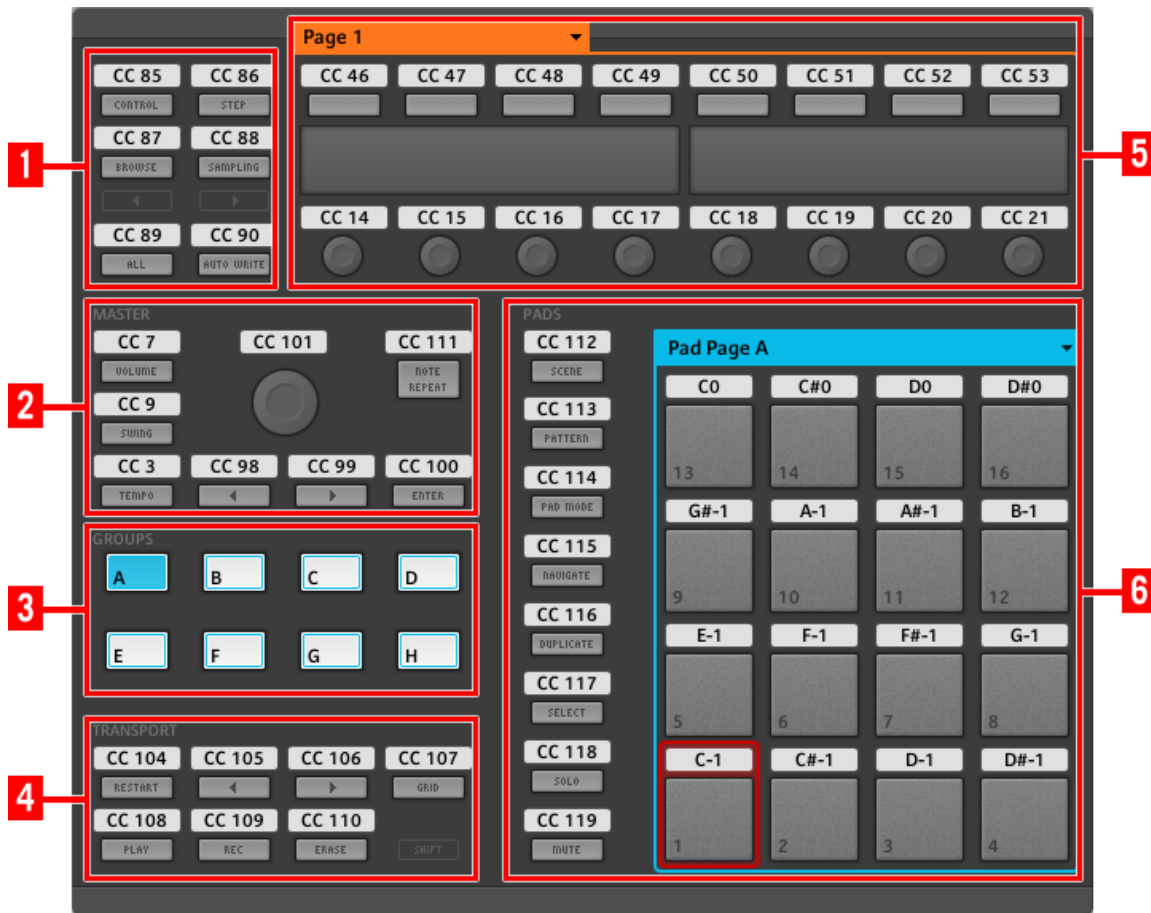 Page 1
CC 85 CC 86
CONTROL STEP
CC 87 CC 88
BROWSE SAMPLING
CC 89 CC 90
ALL AUTO WRITE
1
CC 46 CC 47 CC 48 CC 49 CC 50 CC 51 CC 52 CC 53
CC 14 CC 15 CC 16 CC 17 CC 18 CC 19 CC 20 CC 21
5
MASTER
CC 7 CC 101 CC 111
VOLUME NOTE
REPEAT
CC 9
SWING
CC 3 CC 98 CC 99 CC 100
TEMPO ENTER
2
GROUPS
A B C D
E F G H
3
TRANSPORT
CC 104 CC 105 CC 106 CC 107
RESTART GRID
CC 108 CC 109 CC 110
PLAY REC ERASE SHIFT
4
PADS
CC 112
SCENE
CC 113
PATTERN
CC 114
PAD MODE
CC 115
NAVIGATE
CC 116
DUPLICATE
CC 117
SELECT
CC 118
SOLO
CC 119
MUTE
Pad Page A
C0 C#0 D0 D#0
13 14 15 16
G#-1 A-1 A#-1 B-1
9 10 11 12
E-1 F-1 F#-1 G-1
5 6 7 8
C-1 C#-1 D-1 D#-1
1 2 3 4
6